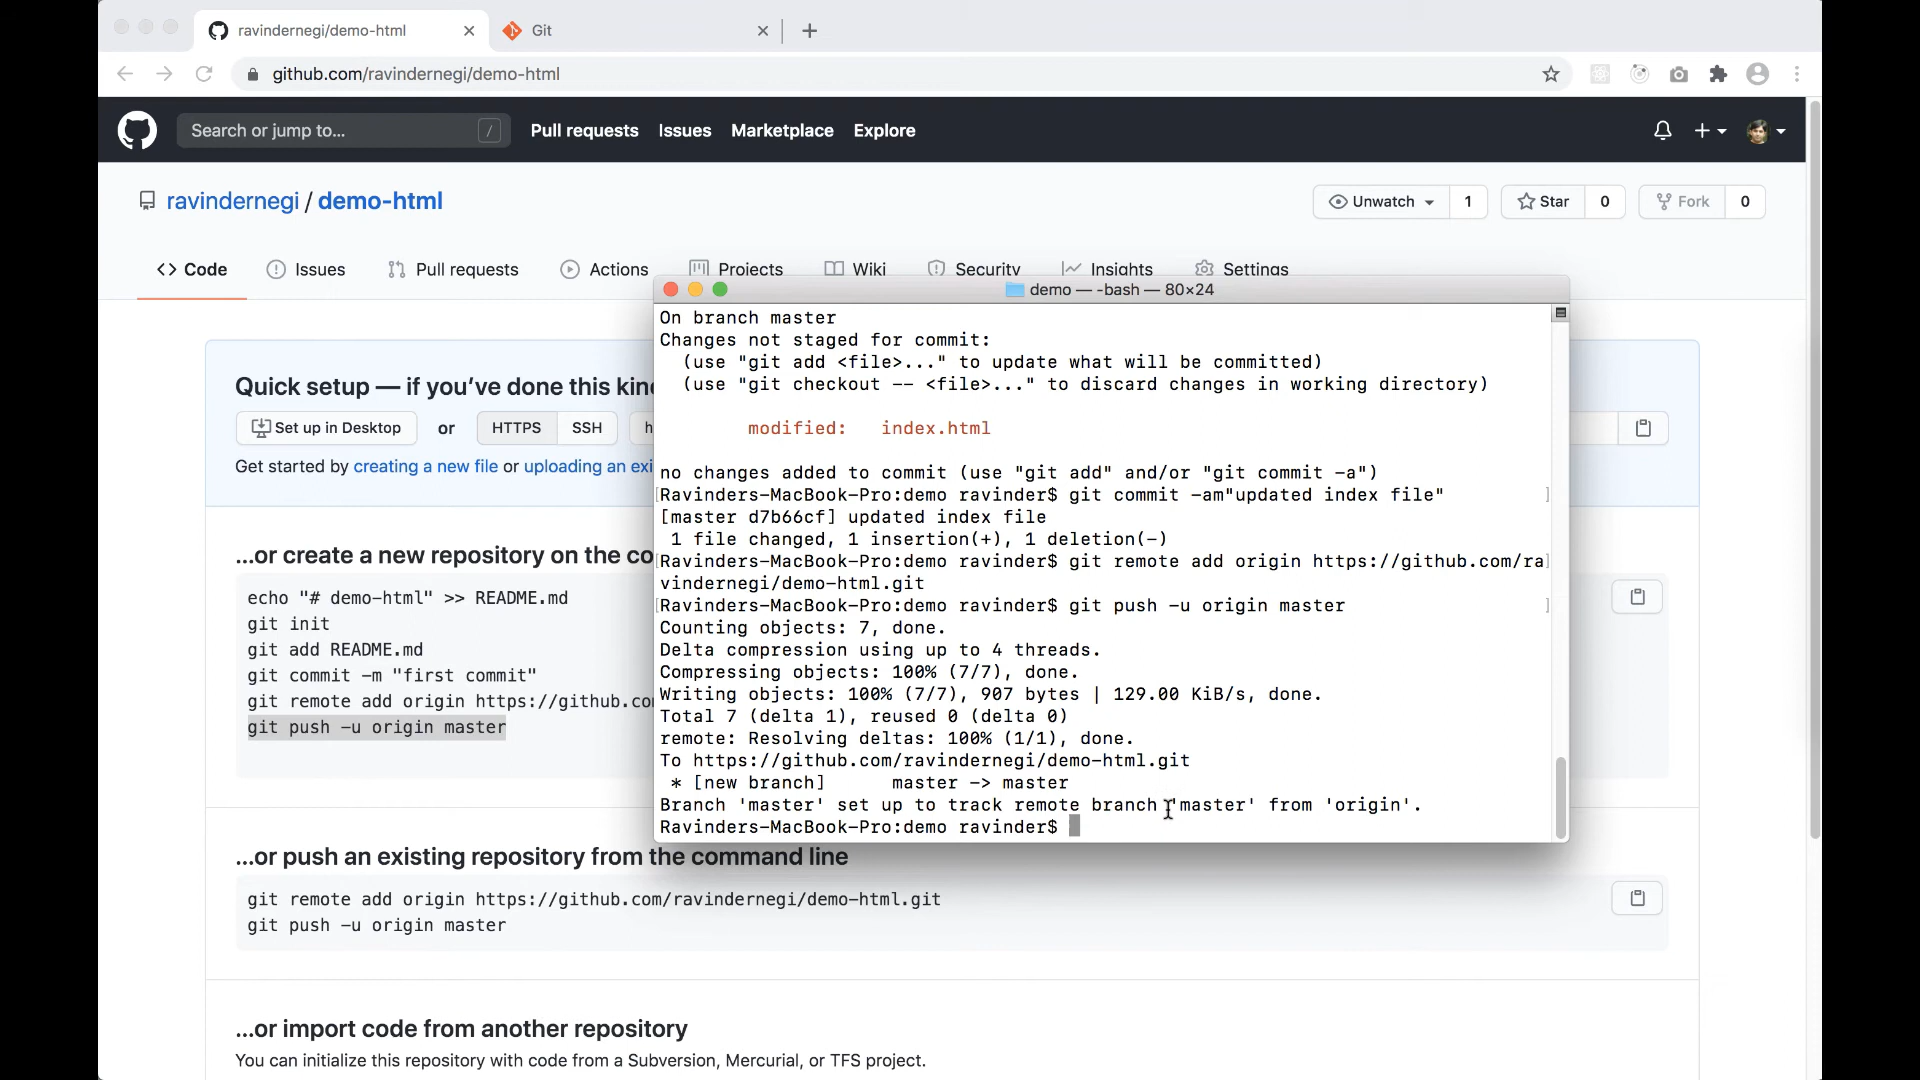 ravindernegi/demo-html
Git
github.com/ravindernegi/demo-html
Search or jump to... /
Pull requests
Issues
Marketplace
Explore
ravindernegi / demo-html
Unwatch 1
Star 0
Fork 0
Code
Issues
Pull requests
Actions
Projects
Wiki
Security
Insights
Settings
Quick setup — if you’ve done this kin
Set up in Desktop or HTTPS SSH h
Get started by creating a new file or uploading an exi
...or create a new repository on the co
echo "# demo-html" >> README.md
git init
git add README.md
git commit -m "first commit"
git remote add origin https://github.co
git push -u origin master
demo — -bash — 80×24
On branch master
Changes not staged for commit:
(use "git add <file>..." to update what will be committed)
(use "git checkout -- <file>..." to discard changes in working directory)
modified: index.html
no changes added to commit (use "git add" and/or "git commit -a")
[Ravinders-MacBook-Pro:demo ravinder$ git commit -am"updated index file" ]
[master d7b66cf] updated index file
1 file changed, 1 insertion(+), 1 deletion(-)
[Ravinders-MacBook-Pro:demo ravinder$ git remote add origin https://github.com/ra]
vindernegi/demo-html.git
[Ravinders-MacBook-Pro:demo ravinder$ git push -u origin master ]
Counting objects: 7, done.
Delta compression using up to 4 threads.
Compressing objects: 100% (7/7), done.
Writing objects: 100% (7/7), 907 bytes | 129.00 KiB/s, done.
Total 7 (delta 1), reused 0 (delta 0)
remote: Resolving deltas: 100% (1/1), done.
To https://github.com/ravindernegi/demo-html.git
* [new branch] master -> master
Branch 'master' set up to track remote branch 'master' from 'origin'.
Ravinders-MacBook-Pro:demo ravinder$
...or push an existing repository from the command line
git remote add origin https://github.com/ravindernegi/demo-html.git
git push -u origin master
...or import code from another repository
You can initialize this repository with code from a Subversion, Mercurial, or TFS project.